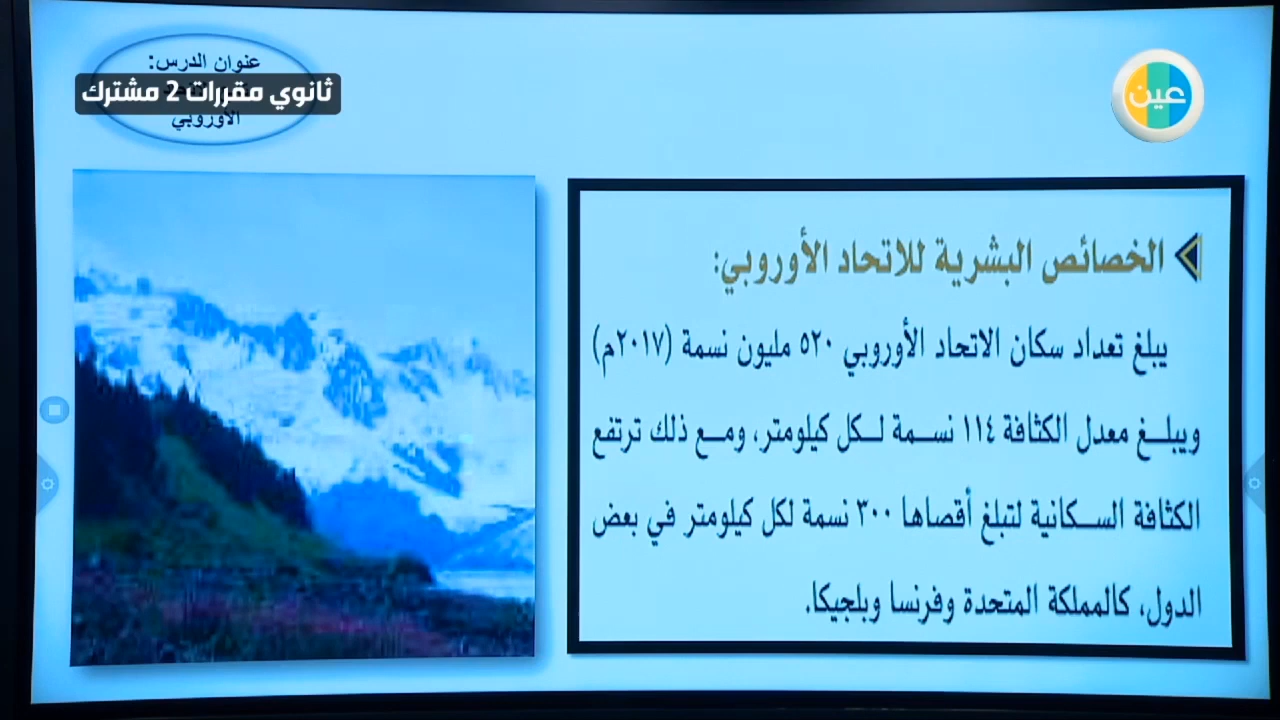 عنوان الدرس:
ثانوي مقررات 2 مشترك
الأوروبي
عين
الخصائص البشرية للاتحاد الأوروبي:
يبلغ تعداد سكان الاتحاد الأوروبي ٥٢٠ مليون نسمة (٢٠١٧م)
ويبلغ معدل الكثافة ١١٤ نسمة لكل كيلومتر، ومع ذلك ترتفع
الكثافة السكانية لتبلغ أقصاها ٣٠٠ نسمة لكل كيلومتر في بعض
الدول، كالمملكة المتحدة وفرنسا وبلجيكا.